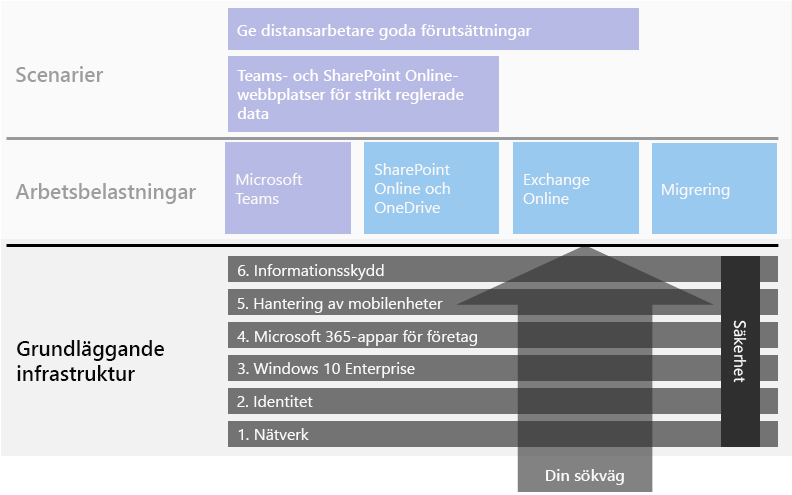 Scenarier
Ge distansarbetare goda förutsättningar
Teams- och SharePoint Online-
webbplatser för strikt reglerade
data
Arbetsbelastningar
Microsoft
Teams
SharePoint
Online och
OneDrive
Exchange
Online
Migrering
Grundläggande
infrastruktur
6. Informationsskydd
5. Hantering av mobilenheter
4. Microsoft 365-appar för företag
3. Windows 10 Enterprise
2. Identitet
1. Nätverk
Säkerhet
Din sökväg